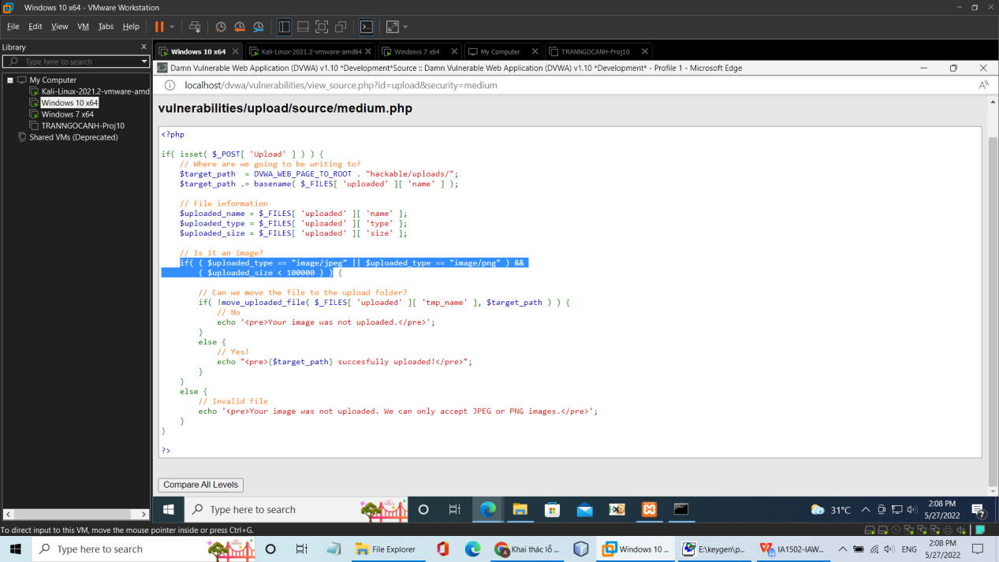 Windows 10 x64 - VMware Workstation
File Edit View VM Tabs Help
Library
Type here to search
My Computer
Kali-Linux-2021.2-vmware-amd
Windows 10 x64
Windows 7 x64
TRANNGOCANH-Proj10
Shared VMs (Deprecated)
Windows 10 x64 Kali-Linux-2021.2-vmware-amd64 Windows 7 x64 My Computer TRANNGOCANH-Proj10
Damn Vulnerable Web Application (DVWA) v1.10 *Development*Source :: Damn Vulnerable Web Application (DVWA) v1.10 *Development* - Profile 1 - Microsoft Edge
localhost/dvwa/vulnerabilities/view_source.php?id=upload&security=medium
vulnerabilities/upload/source/medium.php
<?php
if( isset( $_POST[ 'Upload' ] ) ) {
// Where are we going to be writing to?
$target_path  = DVWA_WEB_PAGE_TO_ROOT . "hackable/uploads/";
$target_path .= basename( $_FILES[ 'uploaded' ][ 'name' ] );
// File information
$uploaded_name = $_FILES[ 'uploaded' ][ 'name' ];
$uploaded_type = $_FILES[ 'uploaded' ][ 'type' ];
$uploaded_size = $_FILES[ 'uploaded' ][ 'size' ];
// Is it an image?
if( ( $uploaded_type == "image/jpeg" || $uploaded_type == "image/png" ) &&
( $uploaded_size < 100000 ) ) {
// Can we move the file to the upload folder?
if( !move_uploaded_file( $_FILES[ 'uploaded' ][ 'tmp_name' ], $target_path ) ) {
// No
echo '<pre>Your image was not uploaded.</pre>';
}
else {
// Yes!
echo "<pre>{$target_path} succesfully uploaded!</pre>";
}
}
else {
// Invalid file
echo '<pre>Your image was not uploaded. We can only accept JPEG or PNG images.</pre>';
}
}
?>
Compare All Levels
Type here to search
31°C
2:08 PM
5/27/2022
7
To direct input to this VM, move the mouse pointer inside or press Ctrl+G.
Type here to search
File Explorer
Khai thác lỗ ...
Windows 10 ...
E:\keygen\p...
IA1502-IAW...
ENG
2:08 PM
5/27/2022